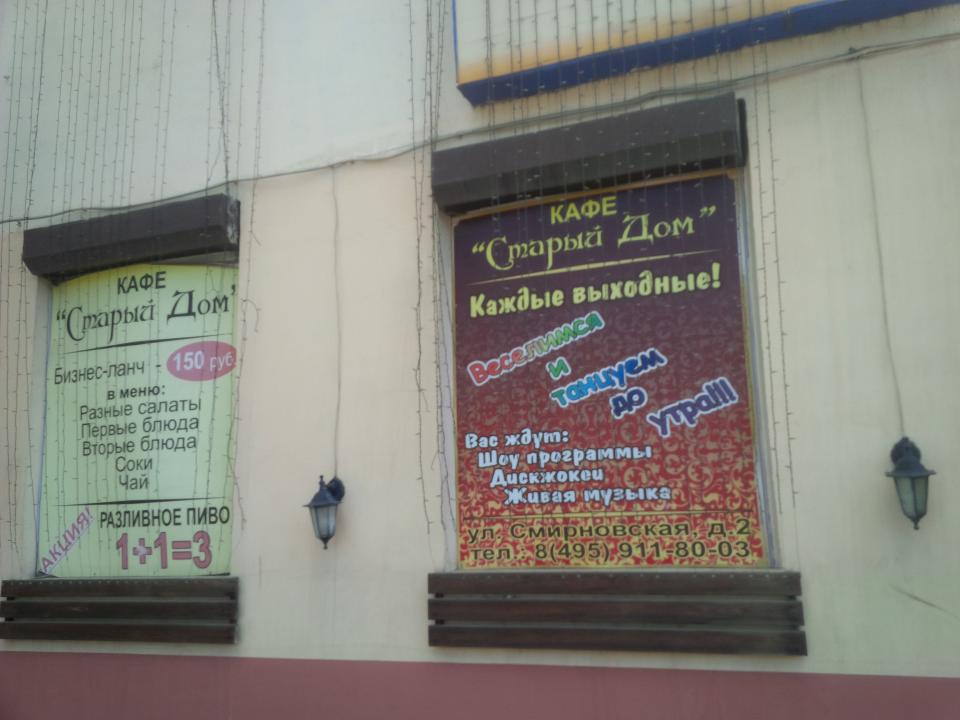 КАФЕ
“Старый Дом”
Бизнес-ланч - 150 руб.
в меню:
Разные салаты
Первые блюда
Вторые блюда
Соки
Чай
АКЦИЯ!
РАЗЛИВНОЕ ПИВО
1+1=3
КАФЕ
“Старый Дом”
Каждые выходные!
Веселимся
и
танцуем
до
утра!!!
Вас ждут:
Шоу программы
Дискжокеи
Живая музыка
ул. Смирновская, д.2
тел.: 8(495) 911-80-03